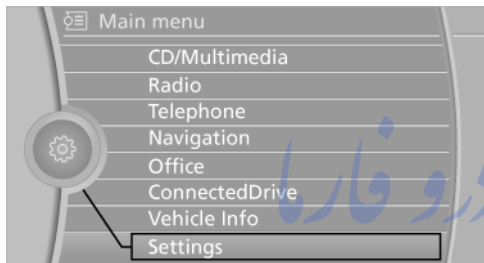 Main menu
CD/Multimedia
Radio
Telephone
Navigation
Office
ConnectedDrive
Vehicle Info
Settings